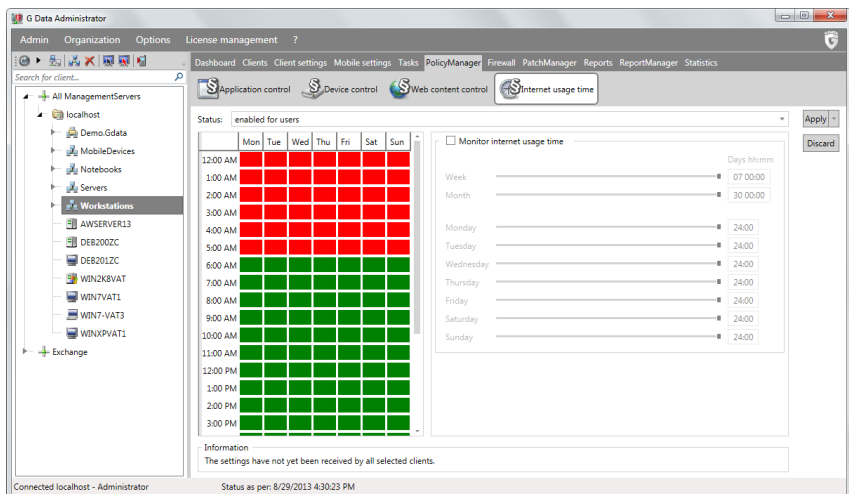 G Data Administrator
Admin Organization Options License management ?
Search for client...
Dashboard Clients Client settings Mobile settings Tasks PolicyManager Firewall PatchManager Reports ReportManager Statistics
Application control Device control Web content control Internet usage time
All ManagementServers
localhost
Demo.Gdata
MobileDevices
Notebooks
Servers
Workstations
AWSERVER13
DEB200ZC
DEB201ZC
WIN2K8VAT
WIN7VAT1
WIN7-VAT3
WINXPVAT1
Exchange
Status: enabled for users
Apply
Discard
Mon Tue Wed Thu Fri Sat Sun
12:00 AM
1:00 AM
2:00 AM
3:00 AM
4:00 AM
5:00 AM
6:00 AM
7:00 AM
8:00 AM
9:00 AM
10:00 AM
11:00 AM
12:00 PM
1:00 PM
2:00 PM
3:00 PM
Monitor internet usage time
Days hh:mm
Week 07 00:00
Month 30 00:00
Monday 24:00
Tuesday 24:00
Wednesday 24:00
Thursday 24:00
Friday 24:00
Saturday 24:00
Sunday 24:00
Information
The settings have not yet been received by all selected clients.
Connected localhost - Administrator Status as per: 8/29/2013 4:30:23 PM